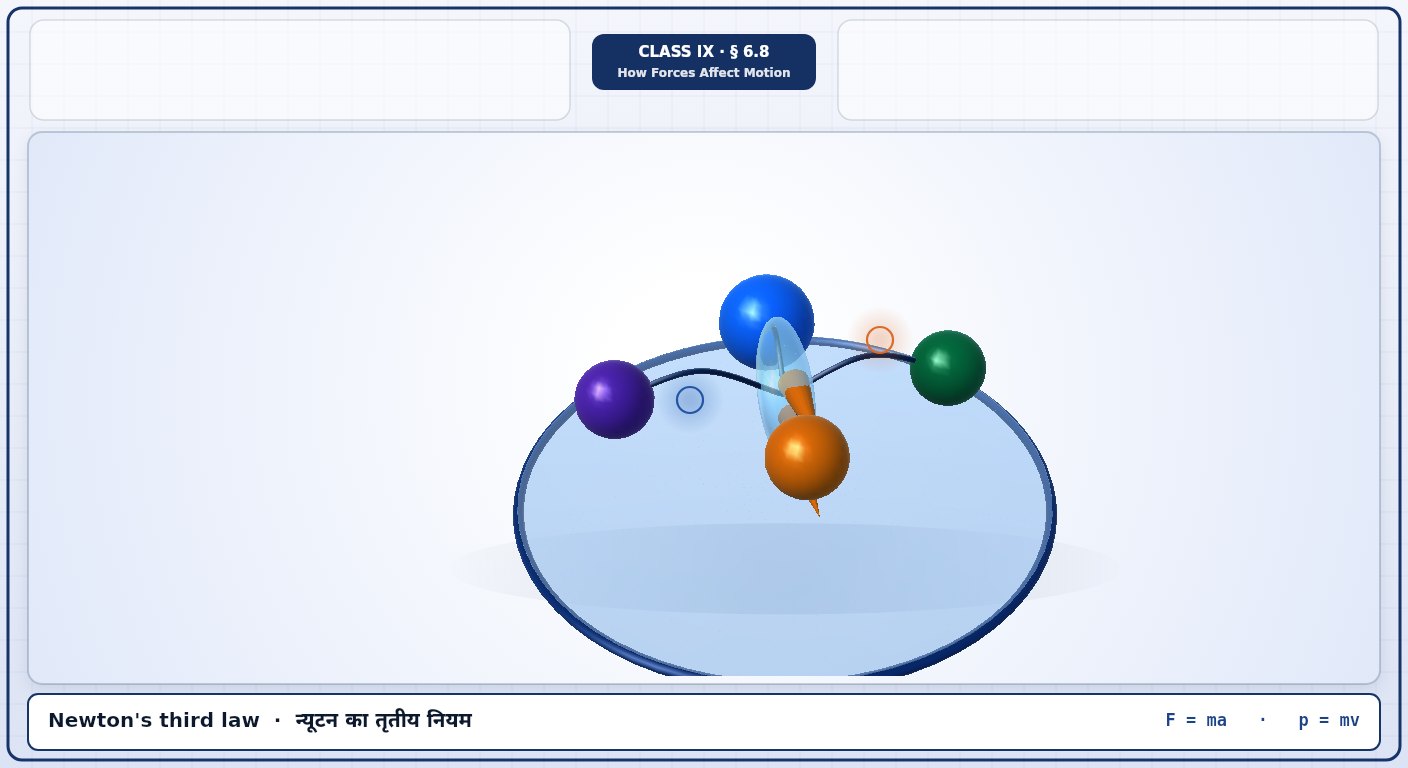 CLASS IX · § 6.8
How Forces Affect Motion
Newton's third law · न्यूटन का तृतीय नियम
F = ma · p = mv